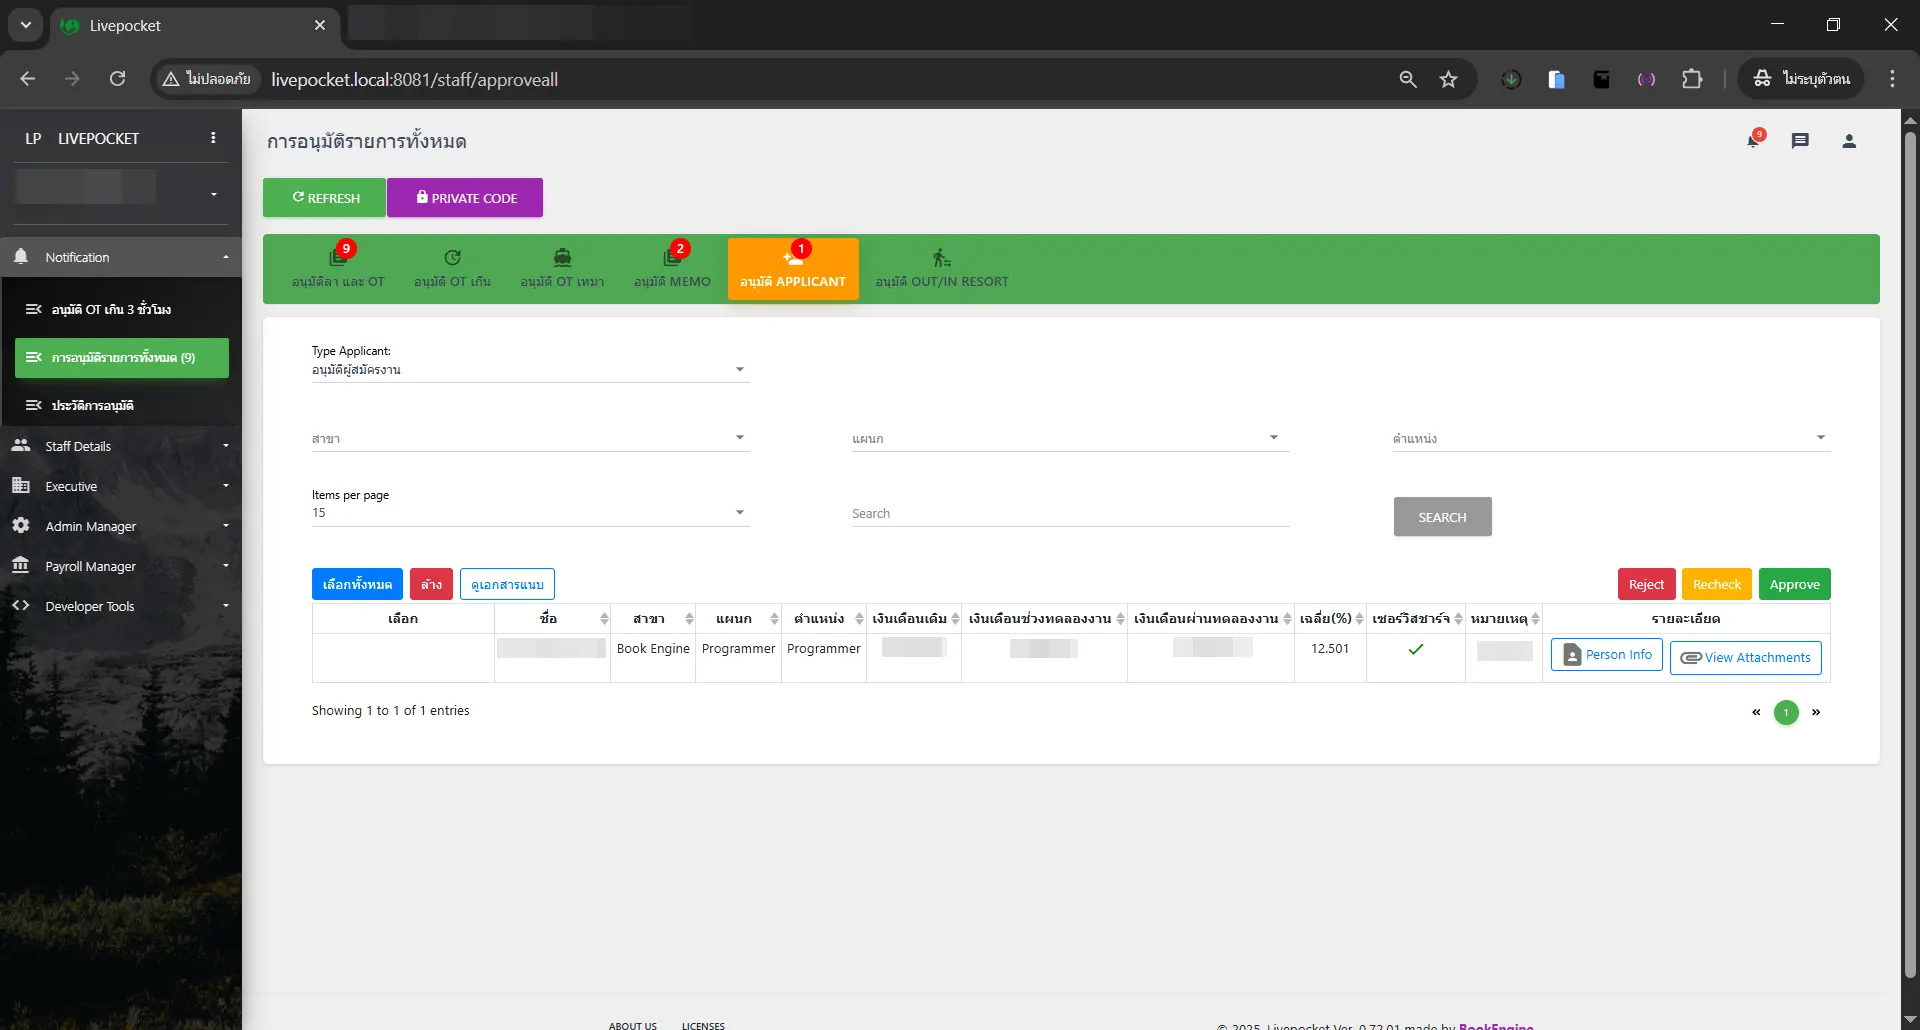 Livepocket
ไม่ปลอดภัย
livepocket.local:8081/staff/approveall
ไม่ระบุตัวตน
LP LIVEPOCKET
การอนุมัติรายการทั้งหมด
9
REFRESH
PRIVATE CODE
Notification
อนุมัติ OT เกิน 3 ชั่วโมง
การอนุมัติรายการทั้งหมด (9)
ประวัติการอนุมัติ
Staff Details
Executive
Admin Manager
Payroll Manager
Developer Tools
9
อนุมัติลา และ OT
อนุมัติ OT เกิน
อนุมัติ OT เหมา
2
อนุมัติ MEMO
1
อนุมัติ APPLICANT
อนุมัติ OUT/IN RESORT
Type Applicant:
อนุมัติผู้สมัครงาน
สาขา
แผนก
ตำแหน่ง
Items per page
15
Search
SEARCH
เลือกทั้งหมด ล้าง ดูเอกสารแนบ
Reject Recheck Approve
เลือก ชื่อ สาขา แผนก ตำแหน่ง เงินเดือนเดิม เงินเดือนช่วงทดลองงาน เงินเดือนผ่านทดลองงาน เฉลี่ย(%) เซอร์วิสชาร์จ หมายเหตุ รายละเอียด
Book Engine Programmer Programmer 12.501 Person Info View Attachments
Showing 1 to 1 of 1 entries
« 1 »
ABOUT US LICENSES
© 2025, Livepocket Ver. 0.72.01 made by BookEngine